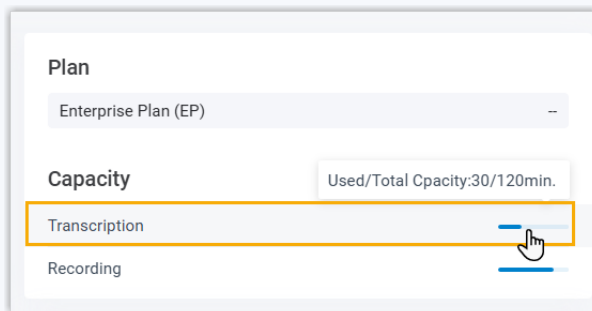 Plan
Enterprise Plan (EP) --
Capacity
Used/Total Cpacity:30/120min.
Transcription
Recording